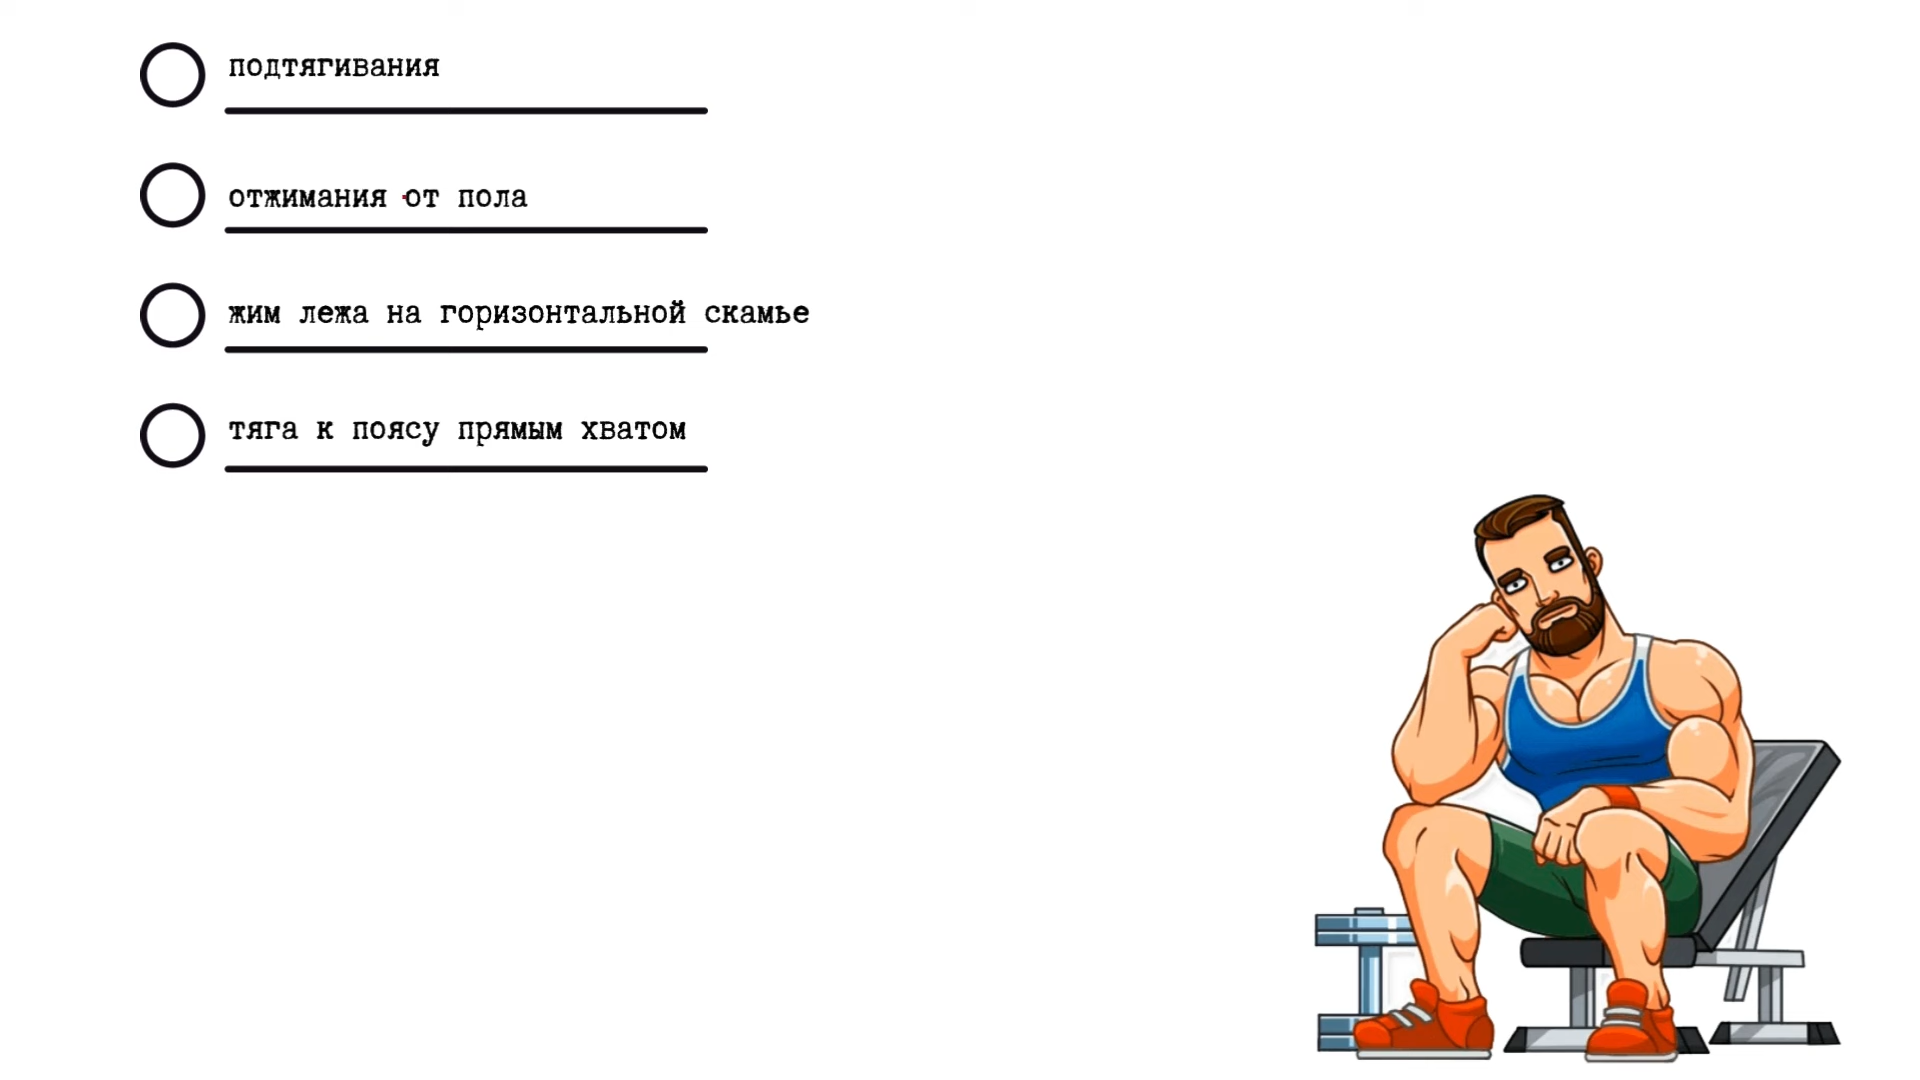 подтягивания
отжимания от пола
жим лежа на горизонтальной скамье
тяга к поясу прямым хватом